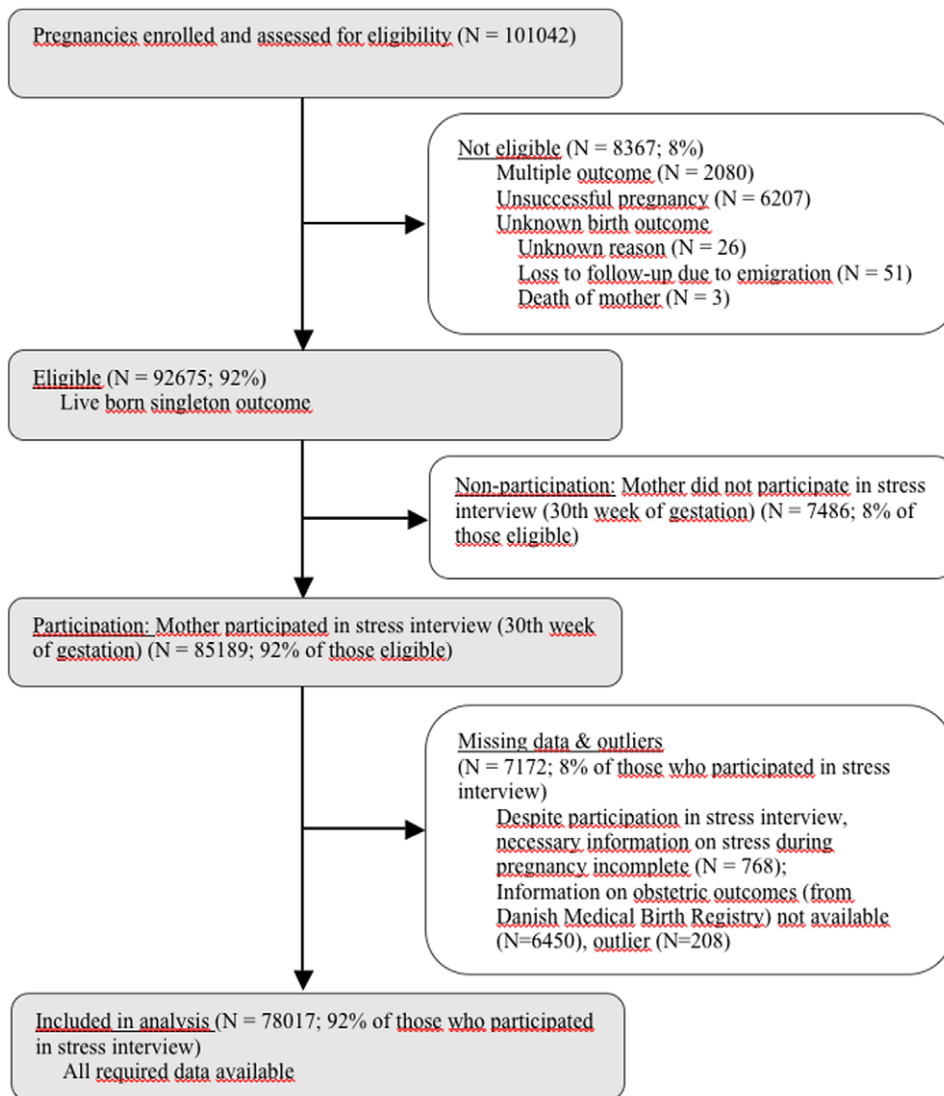 Pregnancies enrolled and assessed for eligibility (N = 101042)
Not eligible (N = 8367; 8%)
Multiple outcome (N = 2080)
Unsuccessful pregnancy (N = 6207)
Unknown birth outcome
Unknown reason (N = 26)
Loss to follow-up due to emigration (N = 51)
Death of mother (N = 3)
Eligible (N = 92675; 92%)
Live born singleton outcome
Non-participation: Mother did not participate in stress
interview (30th week of gestation) (N = 7486; 8% of
those eligible)
Participation: Mother participated in stress interview (30th week
of gestation) (N = 85189; 92% of those eligible)
Missing data & outliers
(N = 7172; 8% of those who participated in stress
interview)
Despite participation in stress interview,
necessary information on stress during
pregnancy incomplete (N = 768);
Information on obstetric outcomes (from
Danish Medical Birth Registry) not available
(N=6450), outlier (N=208)
Included in analysis (N = 78017; 92% of those who participated
in stress interview)
All required data available